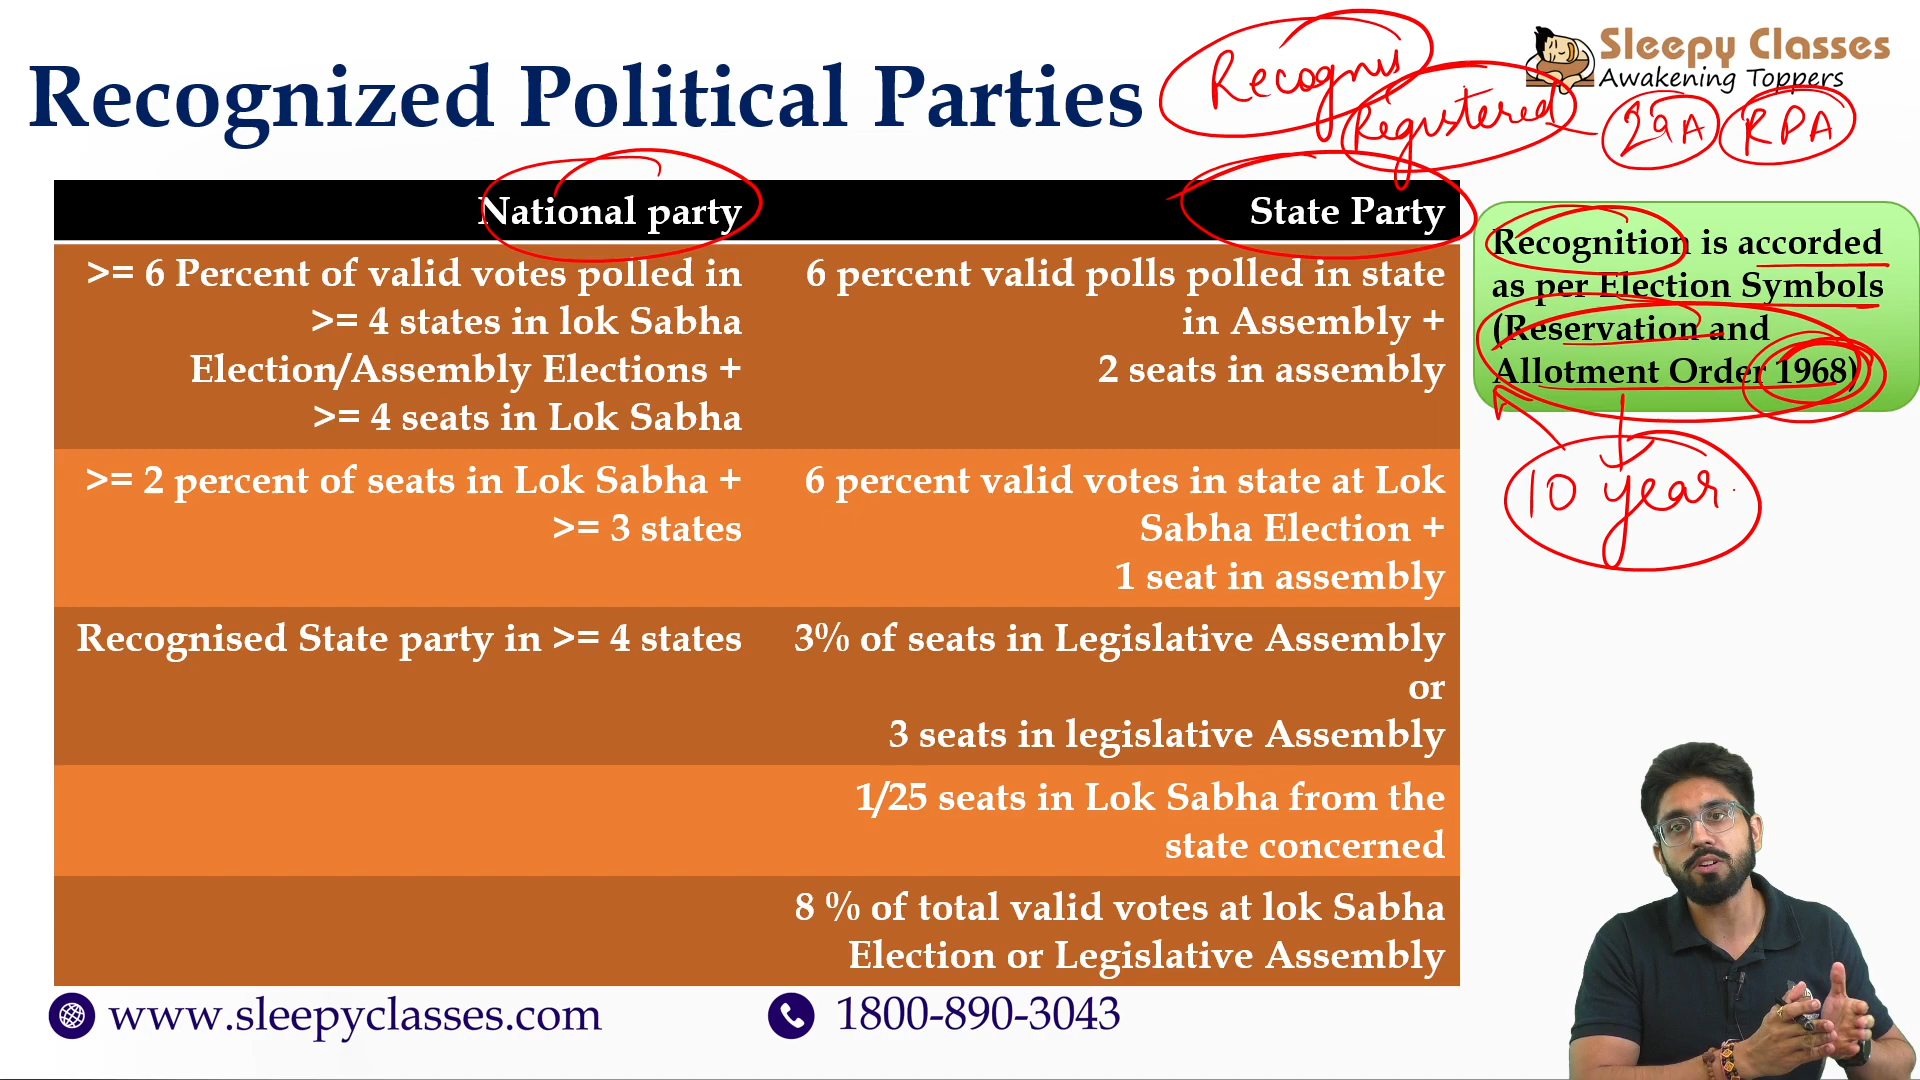 Recognized Political Parties
Recognis
Registered
29A RPA
Sleepy Classes
Awakening Toppers
National party
State Party
>= 6 Percent of valid votes polled in
>= 4 states in lok Sabha
Election/Assembly Elections +
>= 4 seats in Lok Sabha
6 percent valid polls polled in state
in Assembly +
2 seats in assembly
>= 2 percent of seats in Lok Sabha +
>= 3 states
6 percent valid votes in state at Lok
Sabha Election +
1 seat in assembly
Recognised State party in >= 4 states
3% of seats in Legislative Assembly
or
3 seats in legislative Assembly
1/25 seats in Lok Sabha from the
state concerned
8 % of total valid votes at lok Sabha
Election or Legislative Assembly
Recognition is accorded
as per Election Symbols
(Reservation and
Allotment Order 1968)
10 year
www.sleepyclasses.com
1800-890-3043